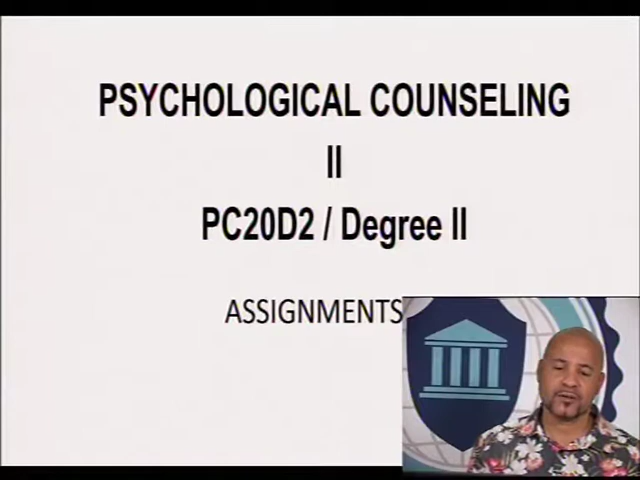 PSYCHOLOGICAL COUNSELING
II
PC20D2 / Degree II
ASSIGNMENTS